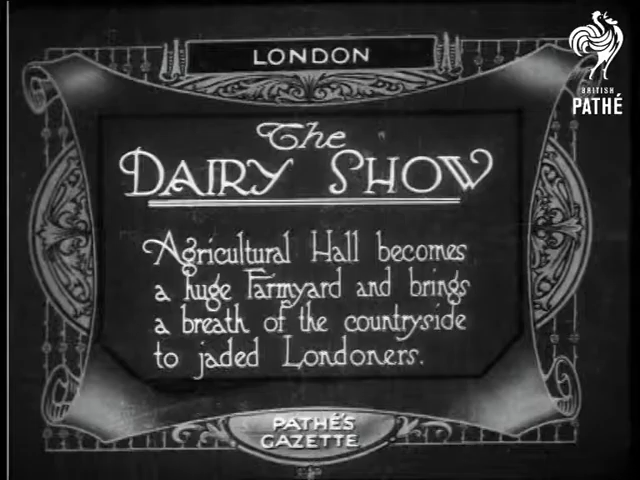 LONDON
BRITISH
PATHÉ
The
DAIRY SHOW
Agricultural Hall becomes
a huge Farmyard and brings
a breath of the countryside
to jaded Londoners.
PATHÉ'S
GAZETTE